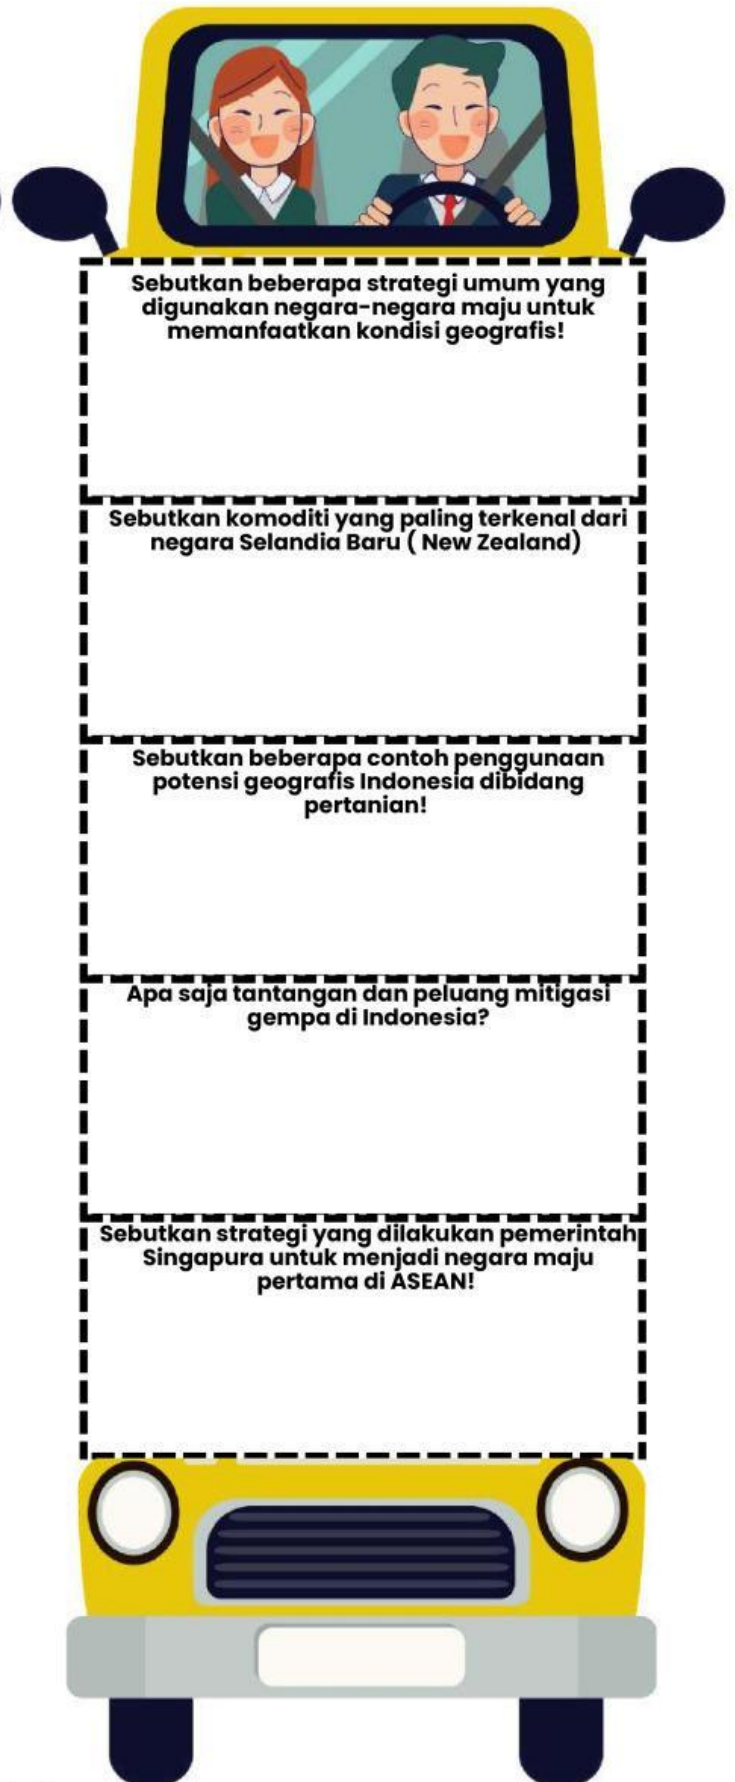 Sebutkan beberapa strategi umum yang
digunakan negara-negara maju untuk
memanfaatkan kondisi geografis!
Sebutkan komoditi yang paling terkenal dari
negara Selandia Baru ( New Zealand)
Sebutkan beberapa contoh penggunaan
potensi geografis Indonesia dibidang
pertanian!
Apa saja tantangan dan peluang mitigasi
gempa di Indonesia?
Sebutkan strategi yang dilakukan pemerintah
Singapura untuk menjadi negara maju
pertama di ASEAN!